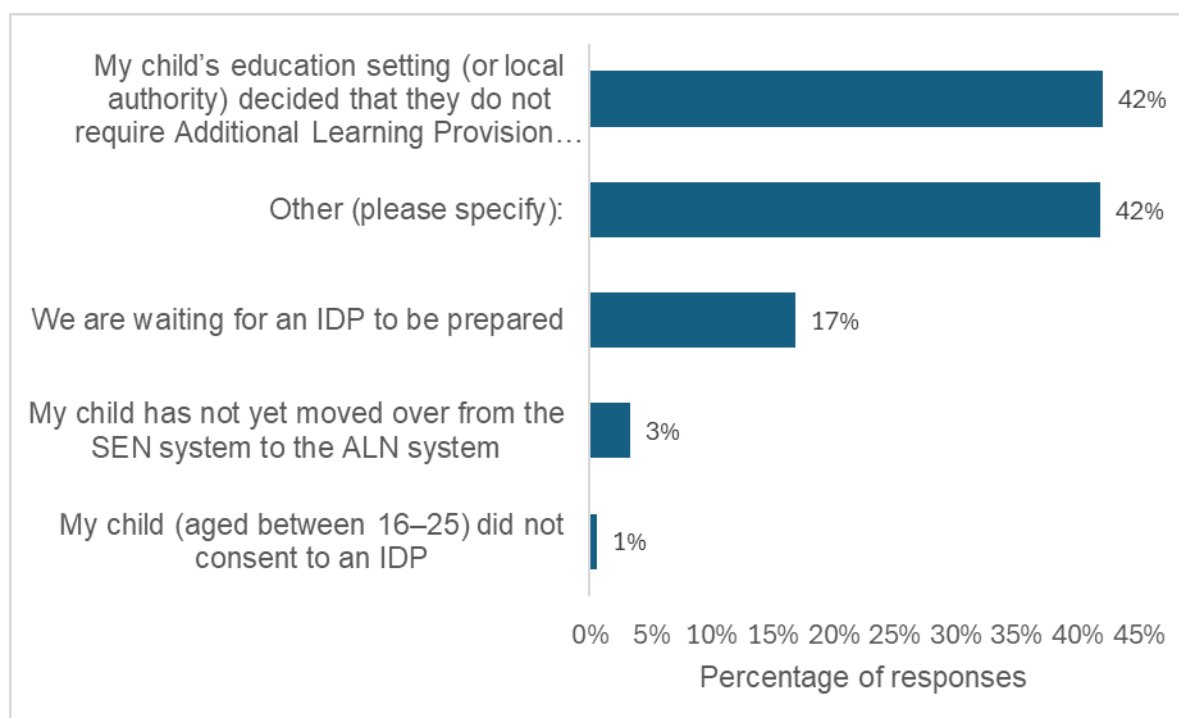 My child’s education setting (or local
authority) decided that they do not
require Additional Learning Provision…
42%
Other (please specify):
42%
We are waiting for an IDP to be prepared
17%
My child has not yet moved over from the
SEN system to the ALN system
3%
My child (aged between 16–25) did not
consent to an IDP
1%
0% 5% 10% 15% 20% 25% 30% 35% 40% 45%
Percentage of responses